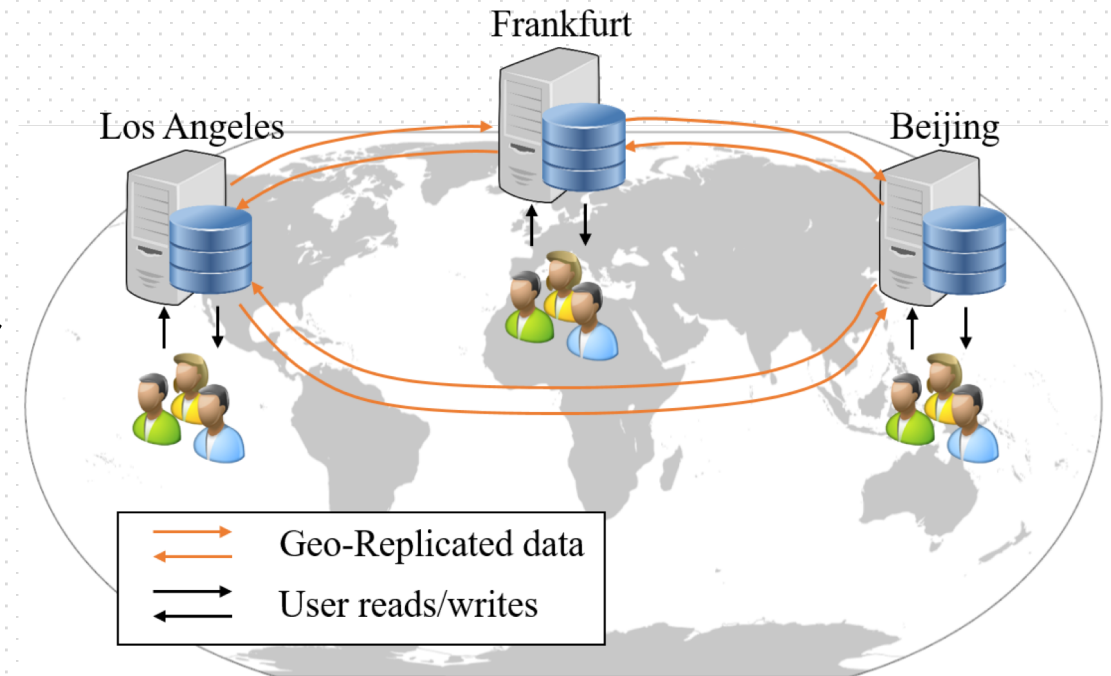 Frankfurt
Los Angeles
Beijing
Geo-Replicated data
User reads/writes